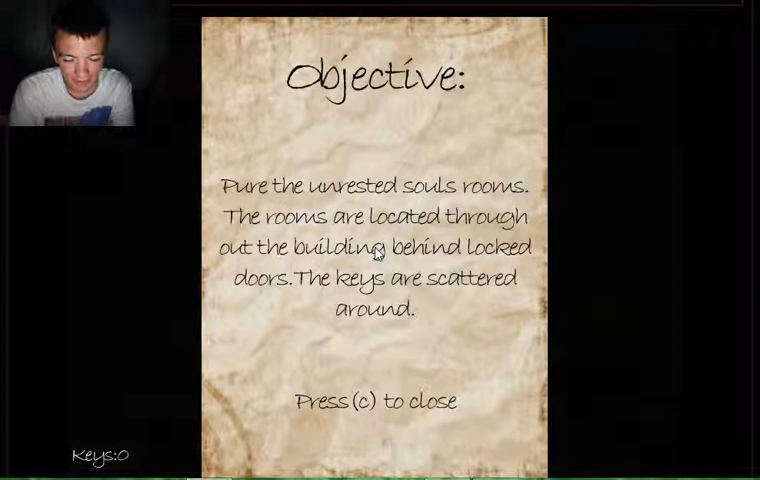 Objective:
Pure the unrested souls rooms.
The rooms are located through
out the building behind locked
doors.The keys are scattered
around.
Press(c) to close
Keys:0